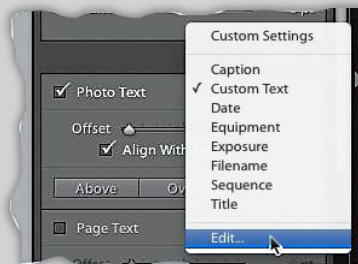 Custom Settings
Caption
✓ Custom Text
Date
Equipment
Exposure
Filename
Sequence
Title
Edit...
Photo Text
Offset
Align With
Above
Page Text